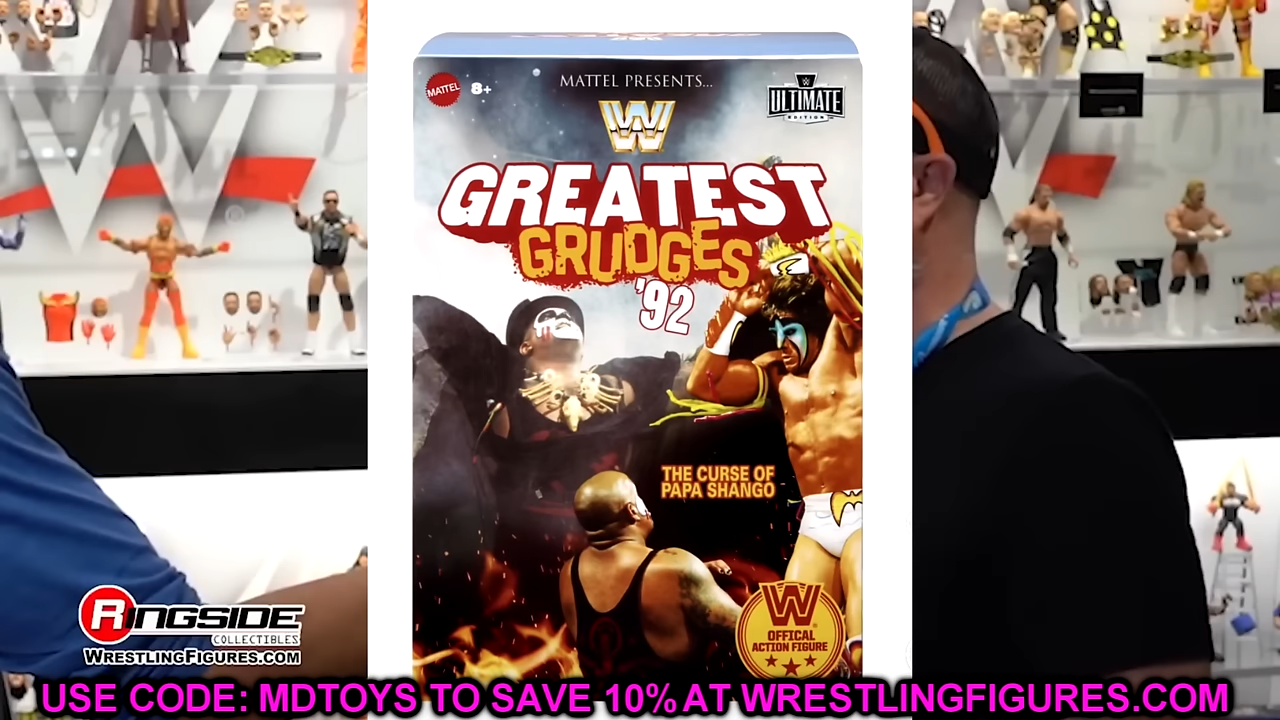 MATTEL
8+
MATTEL PRESENTS...
W
ULTIMATE
EDITION
GREATEST
GRUDGES
'92
THE CURSE OF
PAPA SHANGO
W
OFFICIAL
ACTION FIGURE
RINGSIDE
COLLECTIBLES
WRESTLINGFIGURES.COM
USE CODE: MDTOYS TO SAVE 10% AT WRESTLINGFIGURES.COM